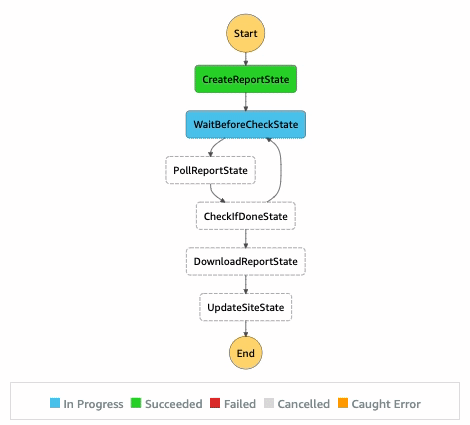 Start
CreateReportState
WaitBeforeCheckState
PollReportState
CheckIfDoneState
DownloadReportState
UpdateSiteState
End
In Progress Succeeded Failed Cancelled Caught Error